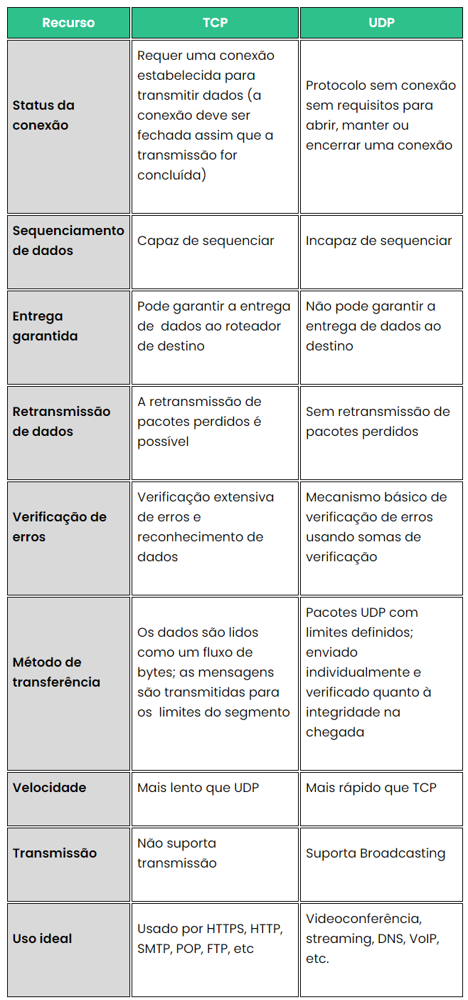 Recurso
TCP
UDP
Status da
conexão
Requer uma conexão
estabelecida para
transmitir dados (a
conexão deve ser
fechada assim que a
transmissão for
concluída)
Protocolo sem conexão
sem requisitos para
abrir, manter ou
encerrar uma conexão
Sequenciamento
de dados
Capaz de sequenciar
Incapaz de sequenciar
Entrega
garantida
Pode garantir a entrega
de  dados ao roteador
de destino
Não pode garantir a
entrega de dados ao
destino
Retransmissão
de dados
A retransmissão de
pacotes perdidos é
possível
Sem retransmissão de
pacotes perdidos
Verificação de
erros
Verificação extensiva
de erros e
reconhecimento de
dados
Mecanismo básico de
verificação de erros
usando somas de
verificação
Método de
transferência
Os dados são lidos
como um fluxo de
bytes; as mensagens
são transmitidas para
os  limites do segmento
Pacotes UDP com
limites definidos;
enviado
individualmente e
verificado quanto à
integridade na
chegada
Velocidade
Mais lento que UDP
Mais rápido que TCP
Transmissão
Não suporta
transmissão
Suporta Broadcasting
Uso ideal
Usado por HTTPS, HTTP,
SMTP, POP, FTP, etc
Videoconferência,
streaming, DNS, VoIP,
etc.